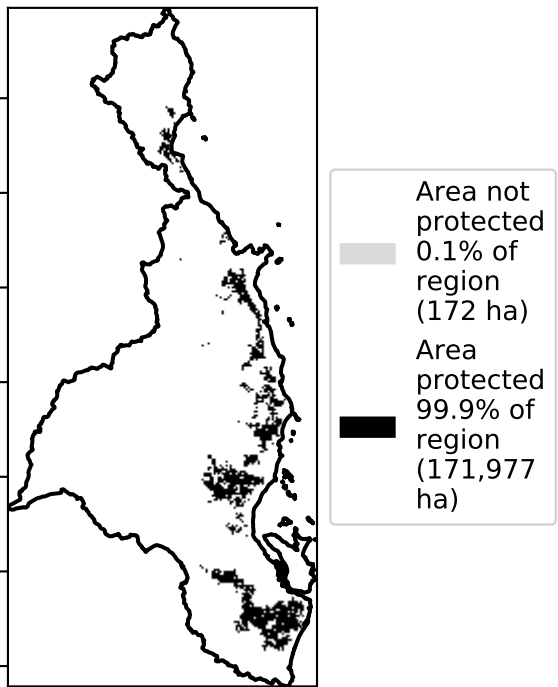 Area not
protected
0.1% of
region
(172 ha)
Area
protected
99.9% of
region
(171,977
ha)